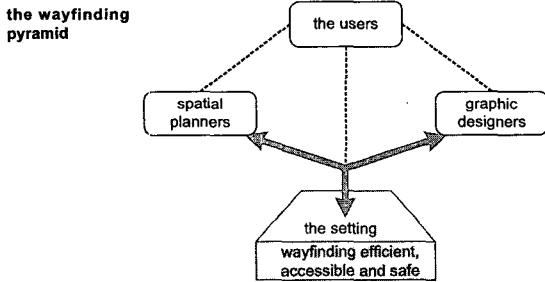 the wayfinding
pyramid
the users
spatial
planners
graphic
designers
the setting
wayfinding efficient,
accessible and safe